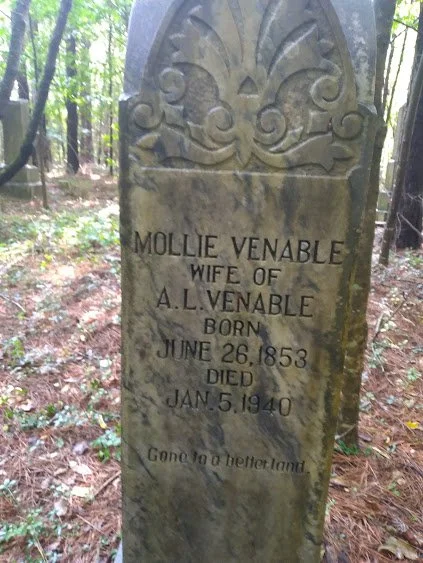 MOLLIE VENABLE
WIFE OF
A.L.VENABLE
BORN
JUNE 26,1853
DIED
JAN.5,1940
Gone to a better land.